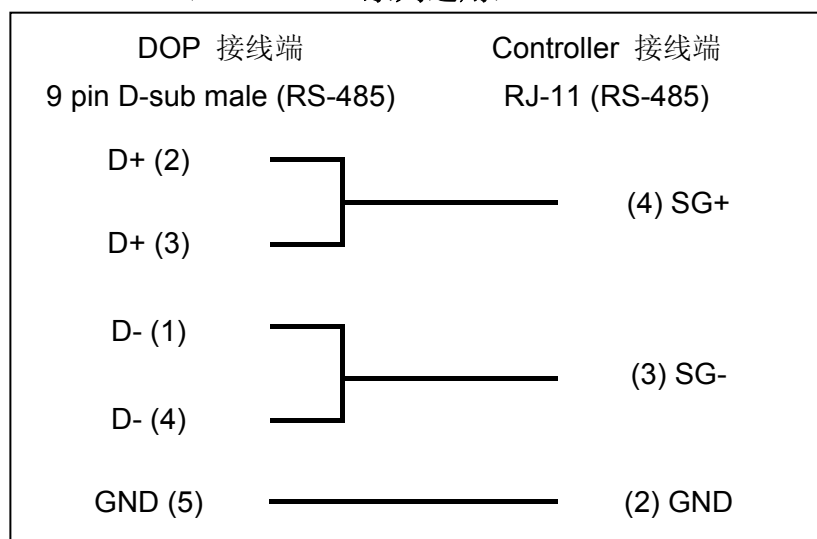 DOP 接线端 Controller 接线端
9 pin D-sub male (RS-485) RJ-11 (RS-485)
D+ (2)
(4) SG+
D+ (3)
D- (1)
(3) SG-
D- (4)
GND (5) (2) GND